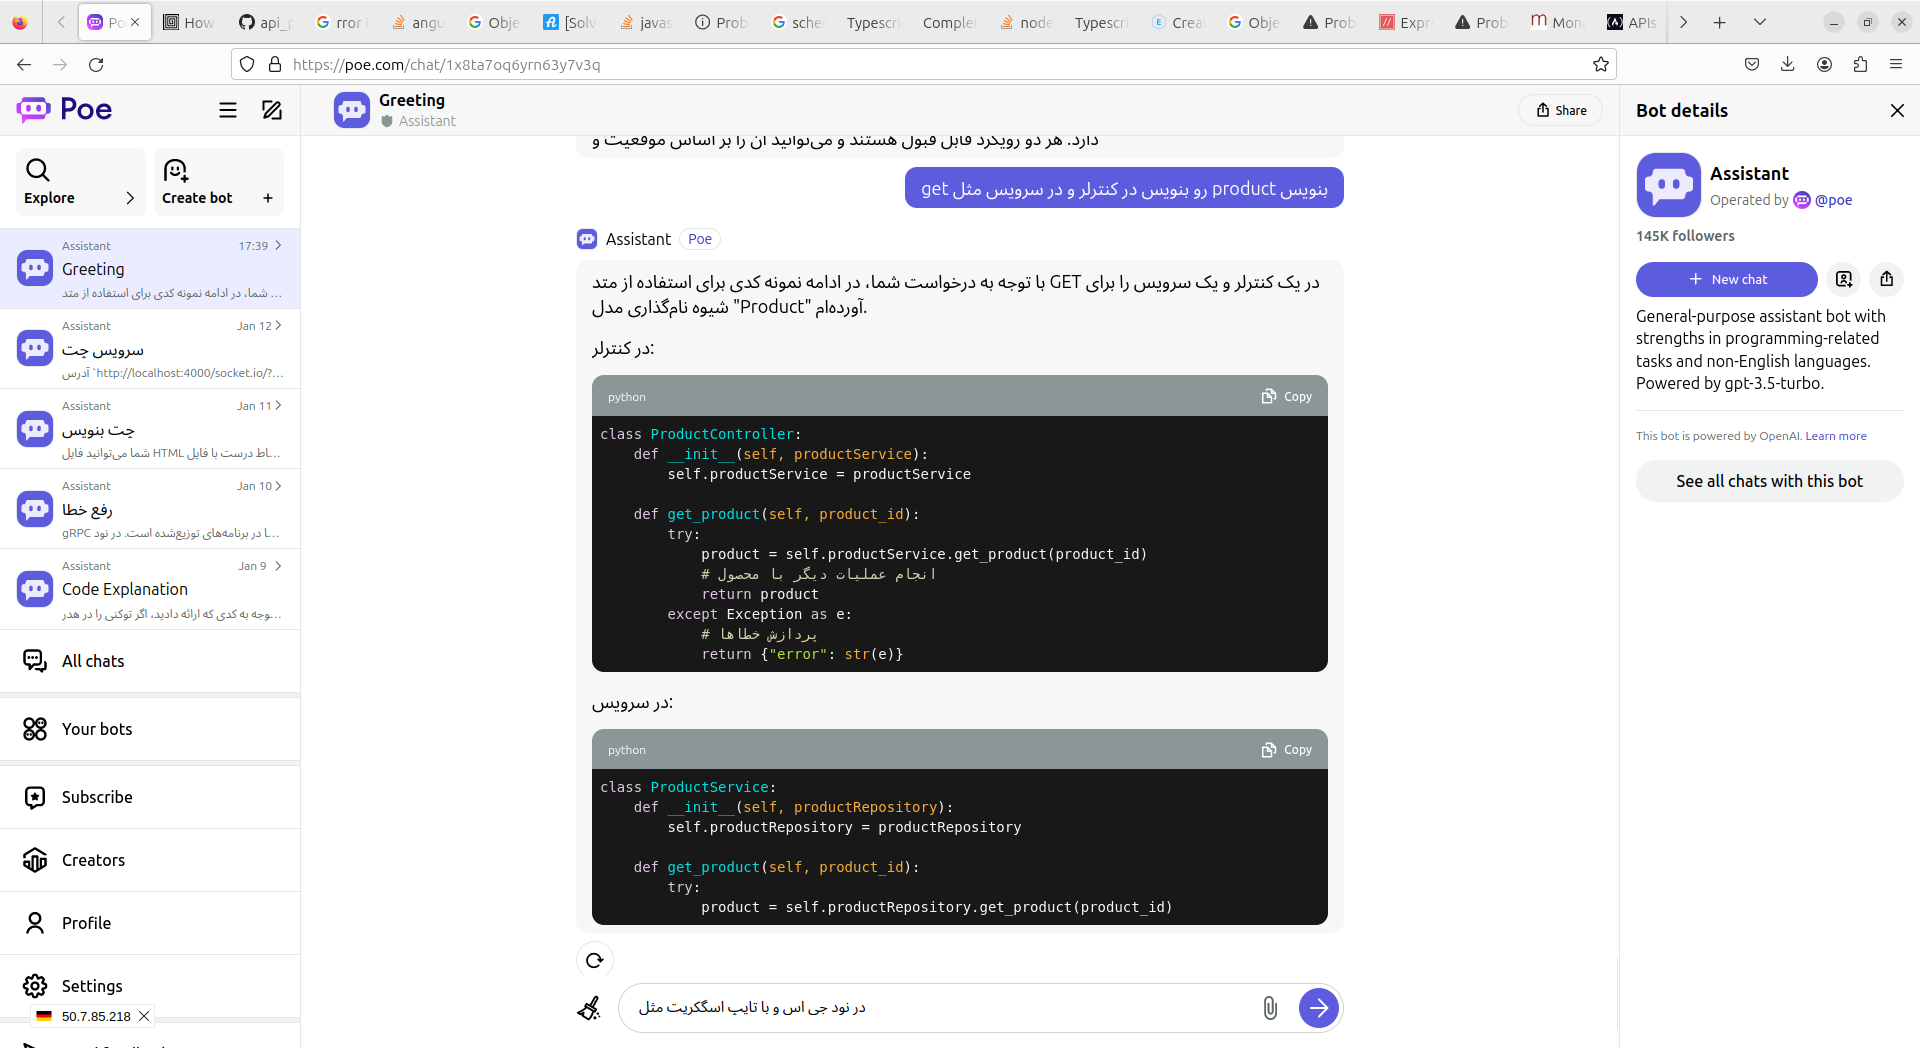 Po
How
api_p
rror
angu
Obje
[Solv
javas
Prob
scher
Typescri
Complet
node
Typescri
Crea
Obje
Prob
Expr
Prob
Mong
APIs
https://poe.com/chat/1x8ta7oq6yrn63y7v3q
Poe
Explore
Create bot +
Assistant 17:39
Greeting
شما، در ادامه نمونه کدی برای استفاده از متد ...
Assistant Jan 12
سرویس چت
آدرس `http://localhost:4000/socket.io/?...
Assistant Jan 11
چت بنویس
...اط درست با فایل HTML شما می‌توانید فایل
Assistant Jan 10
رفع خطا
gRPC ا در برنامه‌های توزیع‌شده است. در نود...
Assistant Jan 9
Code Explanation
...وجه به کدی که ارائه دادید، اگر توکنی را در هدر
All chats
Your bots
Subscribe
Creators
Profile
Settings
50.7.85.218
Greeting
Assistant
Share
دارد. هر دو رویکرد قابل قبول هستند و می‌توانید آن را بر اساس موقعیت و
بنویس product رو بنویس در کنترلر و در سرویس مثل get
Assistant Poe
در یک کنترلر و یک سرویس را برای GET با توجه به درخواست شما، در ادامه نمونه کدی برای استفاده از متد
شیوه نام‌گذاری مدل "Product" آورده‌ام.
در کنترلر:
python Copy
class ProductController:
def __init__(self, productService):
self.productService = productService
def get_product(self, product_id):
try:
product = self.productService.get_product(product_id)
# انجام عملیات دیگر با محصول
return product
except Exception as e:
# پردازش خطاها
return {"error": str(e)}
در سرویس:
python Copy
class ProductService:
def __init__(self, productRepository):
self.productRepository = productRepository
def get_product(self, product_id):
try:
product = self.productRepository.get_product(product_id)
در نود جی اس و با تایپ اسگکریت مثل
Bot details
Assistant
Operated by @poe
145K followers
+ New chat
General-purpose assistant bot with
strengths in programming-related
tasks and non-English languages.
Powered by gpt-3.5-turbo.
This bot is powered by OpenAI. Learn more
See all chats with this bot